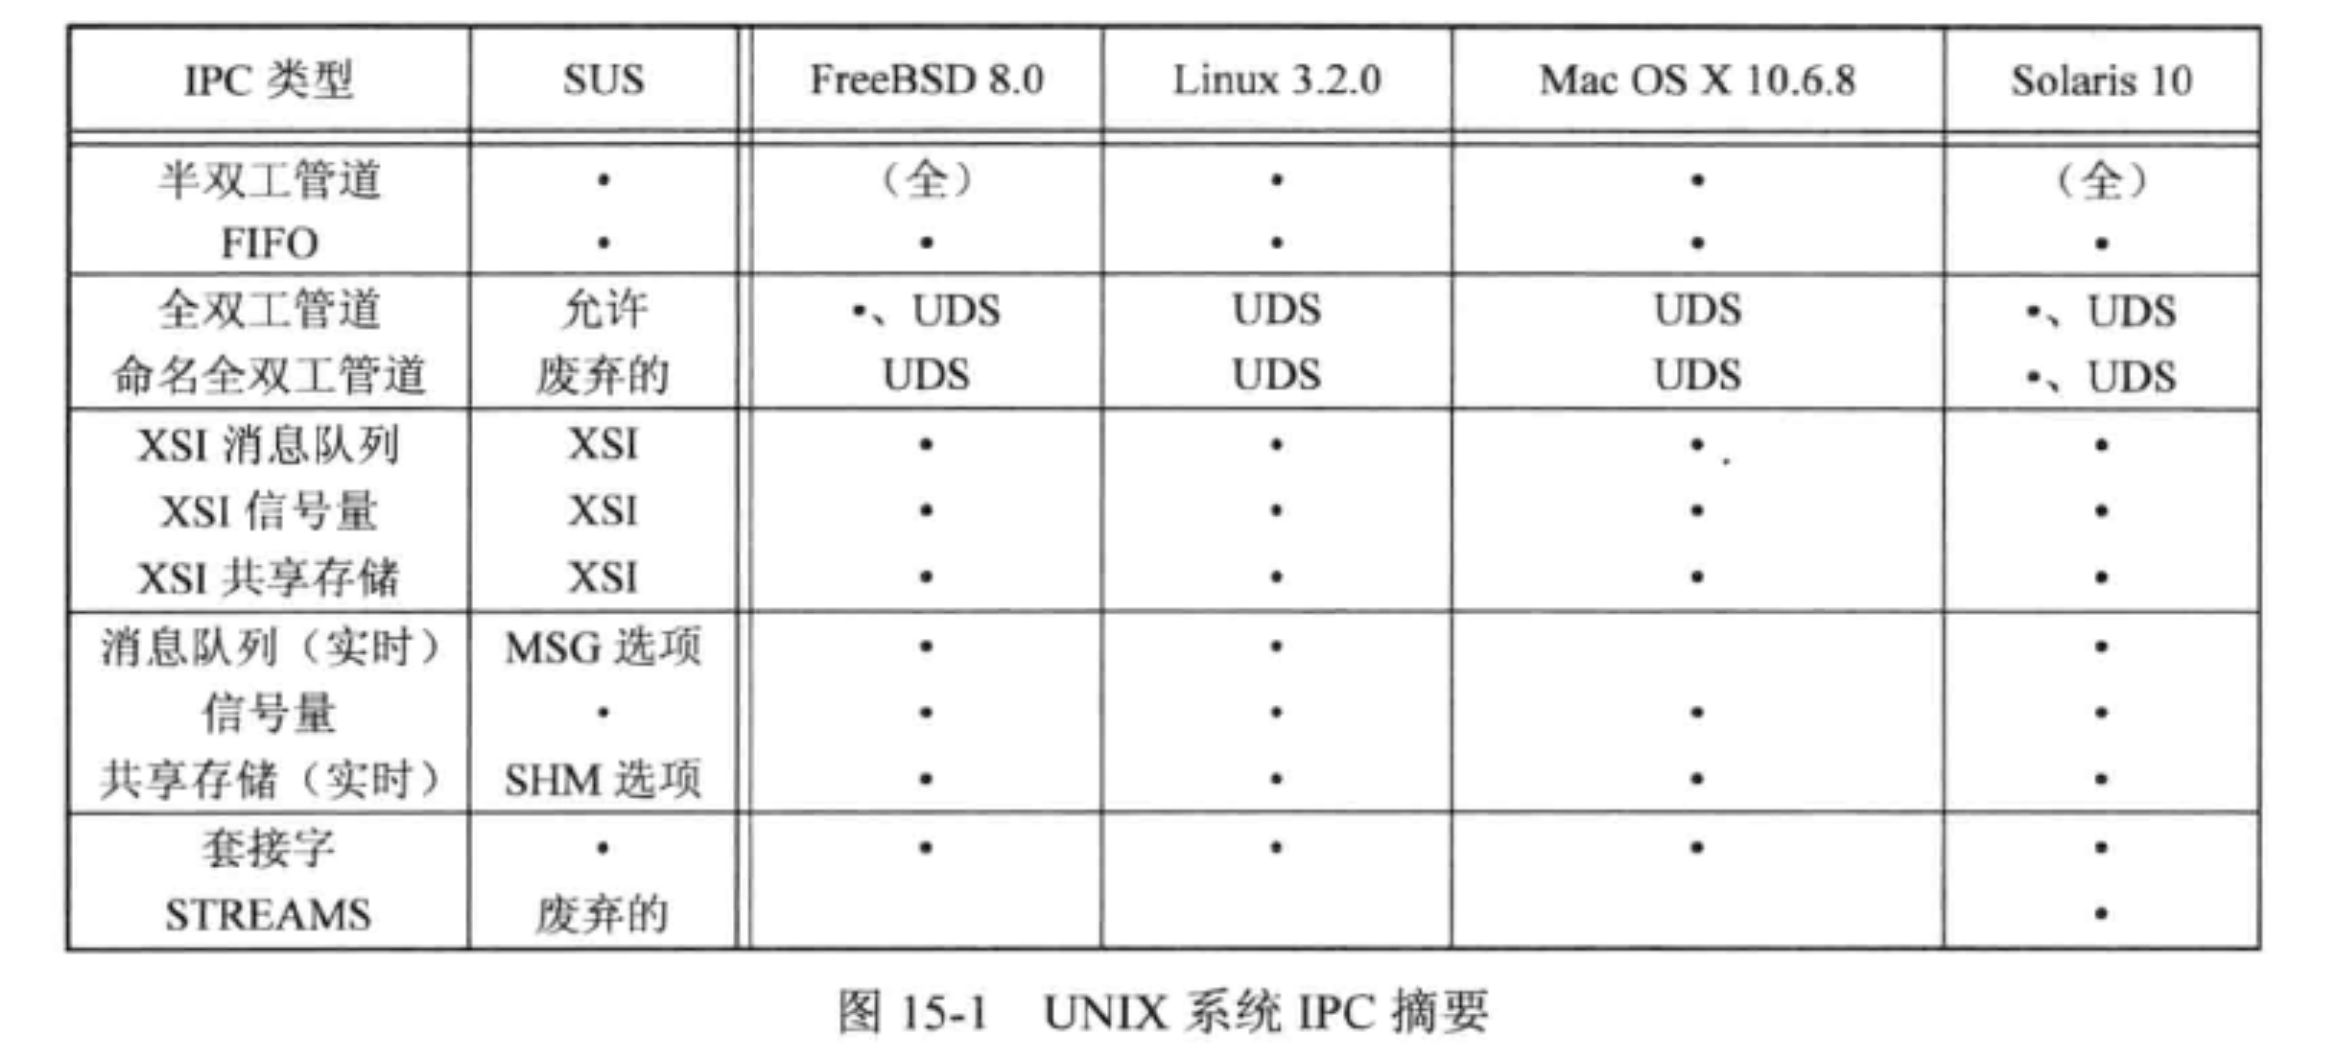 IPC 类型 SUS FreeBSD 8.0 Linux 3.2.0 Mac OS X 10.6.8 Solaris 10
半双工管道 • （全） • • （全）
FIFO • • • • •
全双工管道 允许 •、UDS UDS UDS •、UDS
命名全双工管道 废弃的 UDS UDS UDS •、UDS
XSI 消息队列 XSI • • • •
XSI 信号量 XSI • • • •
XSI 共享存储 XSI • • • •
消息队列（实时） MSG 选项 • • •
信号量 • • • • •
共享存储（实时） SHM 选项 • • • •
套接字 • • • • •
STREAMS 废弃的 •
图 15-1 UNIX 系统 IPC 摘要